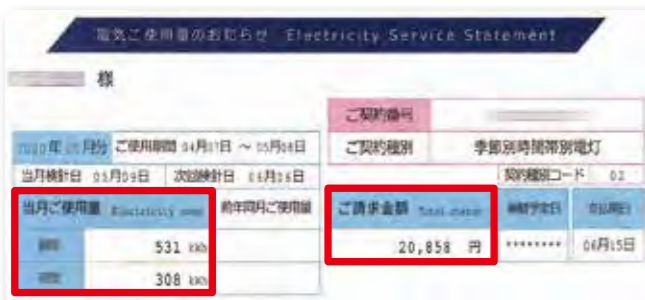 電気ご使用量のお知らせ Electricity Service Statement
様
ご契約番号
年 月分 ご使用期間 04月07日 ～ 05月08日
ご契約種別 季節別時間帯別電灯
当月検針日 05月09日 次回検針日 06月06日
契約種別コード 02
当月ご使用量 Electricity used 前年同月ご使用量
ご請求金額
531 kWh
20,858 円 ******** 06月15日
308 kWh